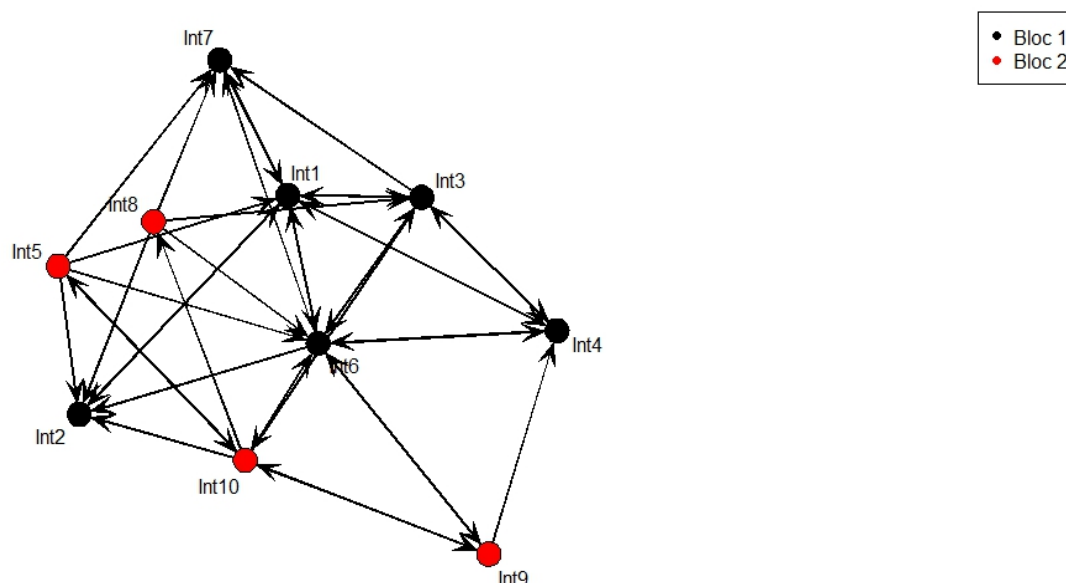 Int7
Bloc 1
Bloc 2
Int1
Int3
Int8
Int5
Int4
Int6
Int2
Int10
Int9